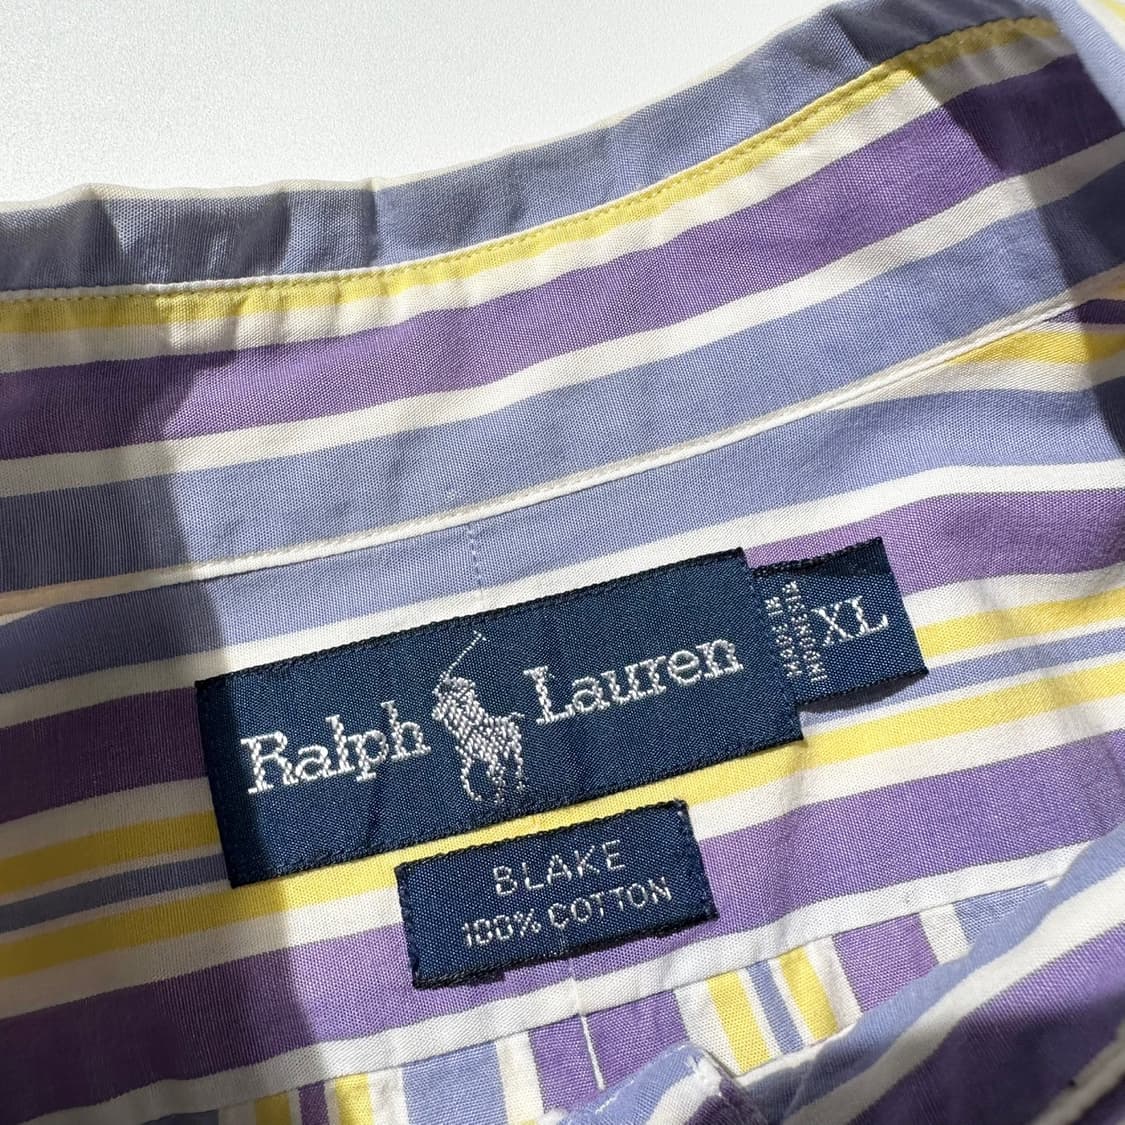 Ralph Lauren
XL
BLAKE
100% COTTON